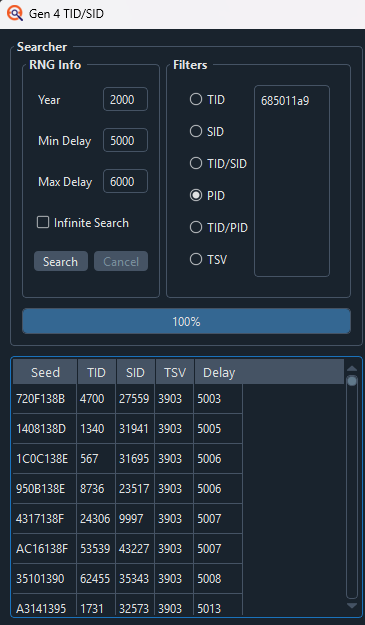 Gen 4 TID/SID
Searcher
RNG Info
Year 2000
Min Delay 5000
Max Delay 6000
Infinite Search
Search Cancel
Filters
TID
SID
TID/SID
PID
TID/PID
TSV
685011a9
100%
Seed TID SID TSV Delay
720F138B 4700 27559 3903 5003
1408138D 1340 31941 3903 5005
1C0C138E 567 31695 3903 5006
950B138E 8736 23517 3903 5006
4317138F 24306 9997 3903 5007
AC16138F 53539 43227 3903 5007
35101390 62455 35343 3903 5008
A3141395 1731 32573 3903 5013